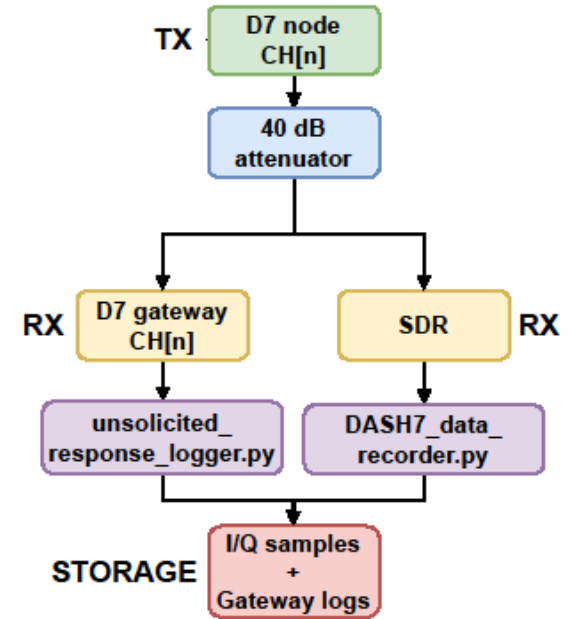 TX
D7 node
CH[n]
40 dB
attenuator
RX
D7 gateway
CH[n]
SDR
RX
unsolicited_
response_logger.py
DASH7_data_
recorder.py
STORAGE
I/Q samples
+
Gateway logs